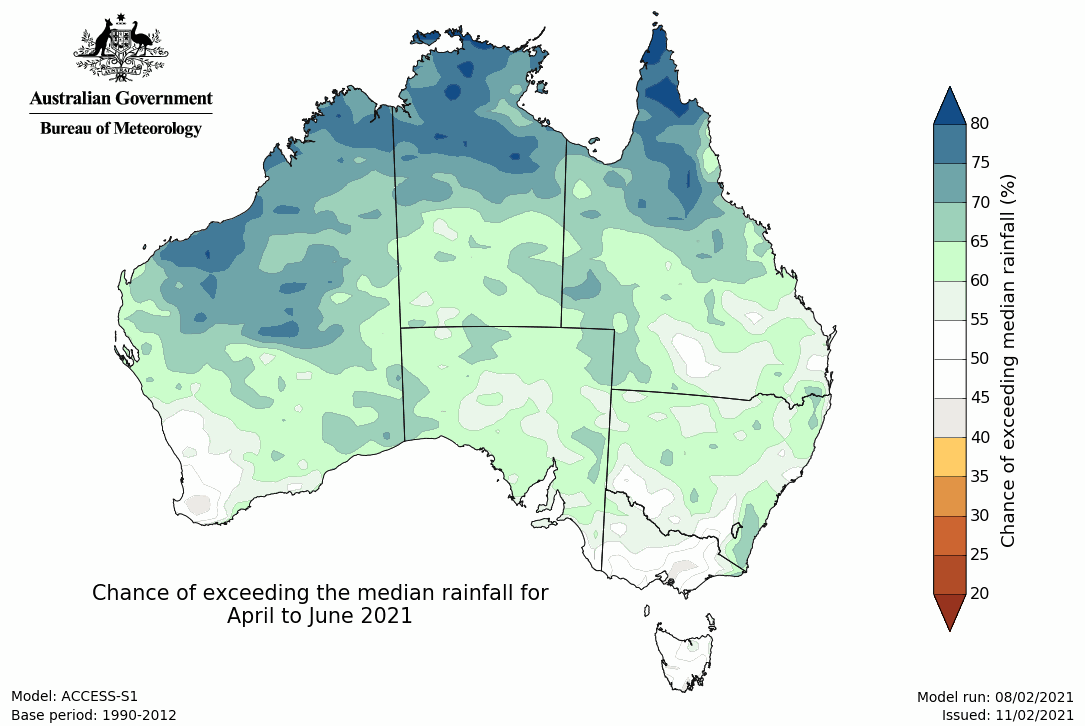 Australian Government
Bureau of Meteorology
80
75
70
65
60
55
50
45
40
35
30
25
20
Chance of exceeding median rainfall (%)
Chance of exceeding the median rainfall for
April to June 2021
Model: ACCESS-S1
Base period: 1990-2012
Model run: 08/02/2021
Issued: 11/02/2021